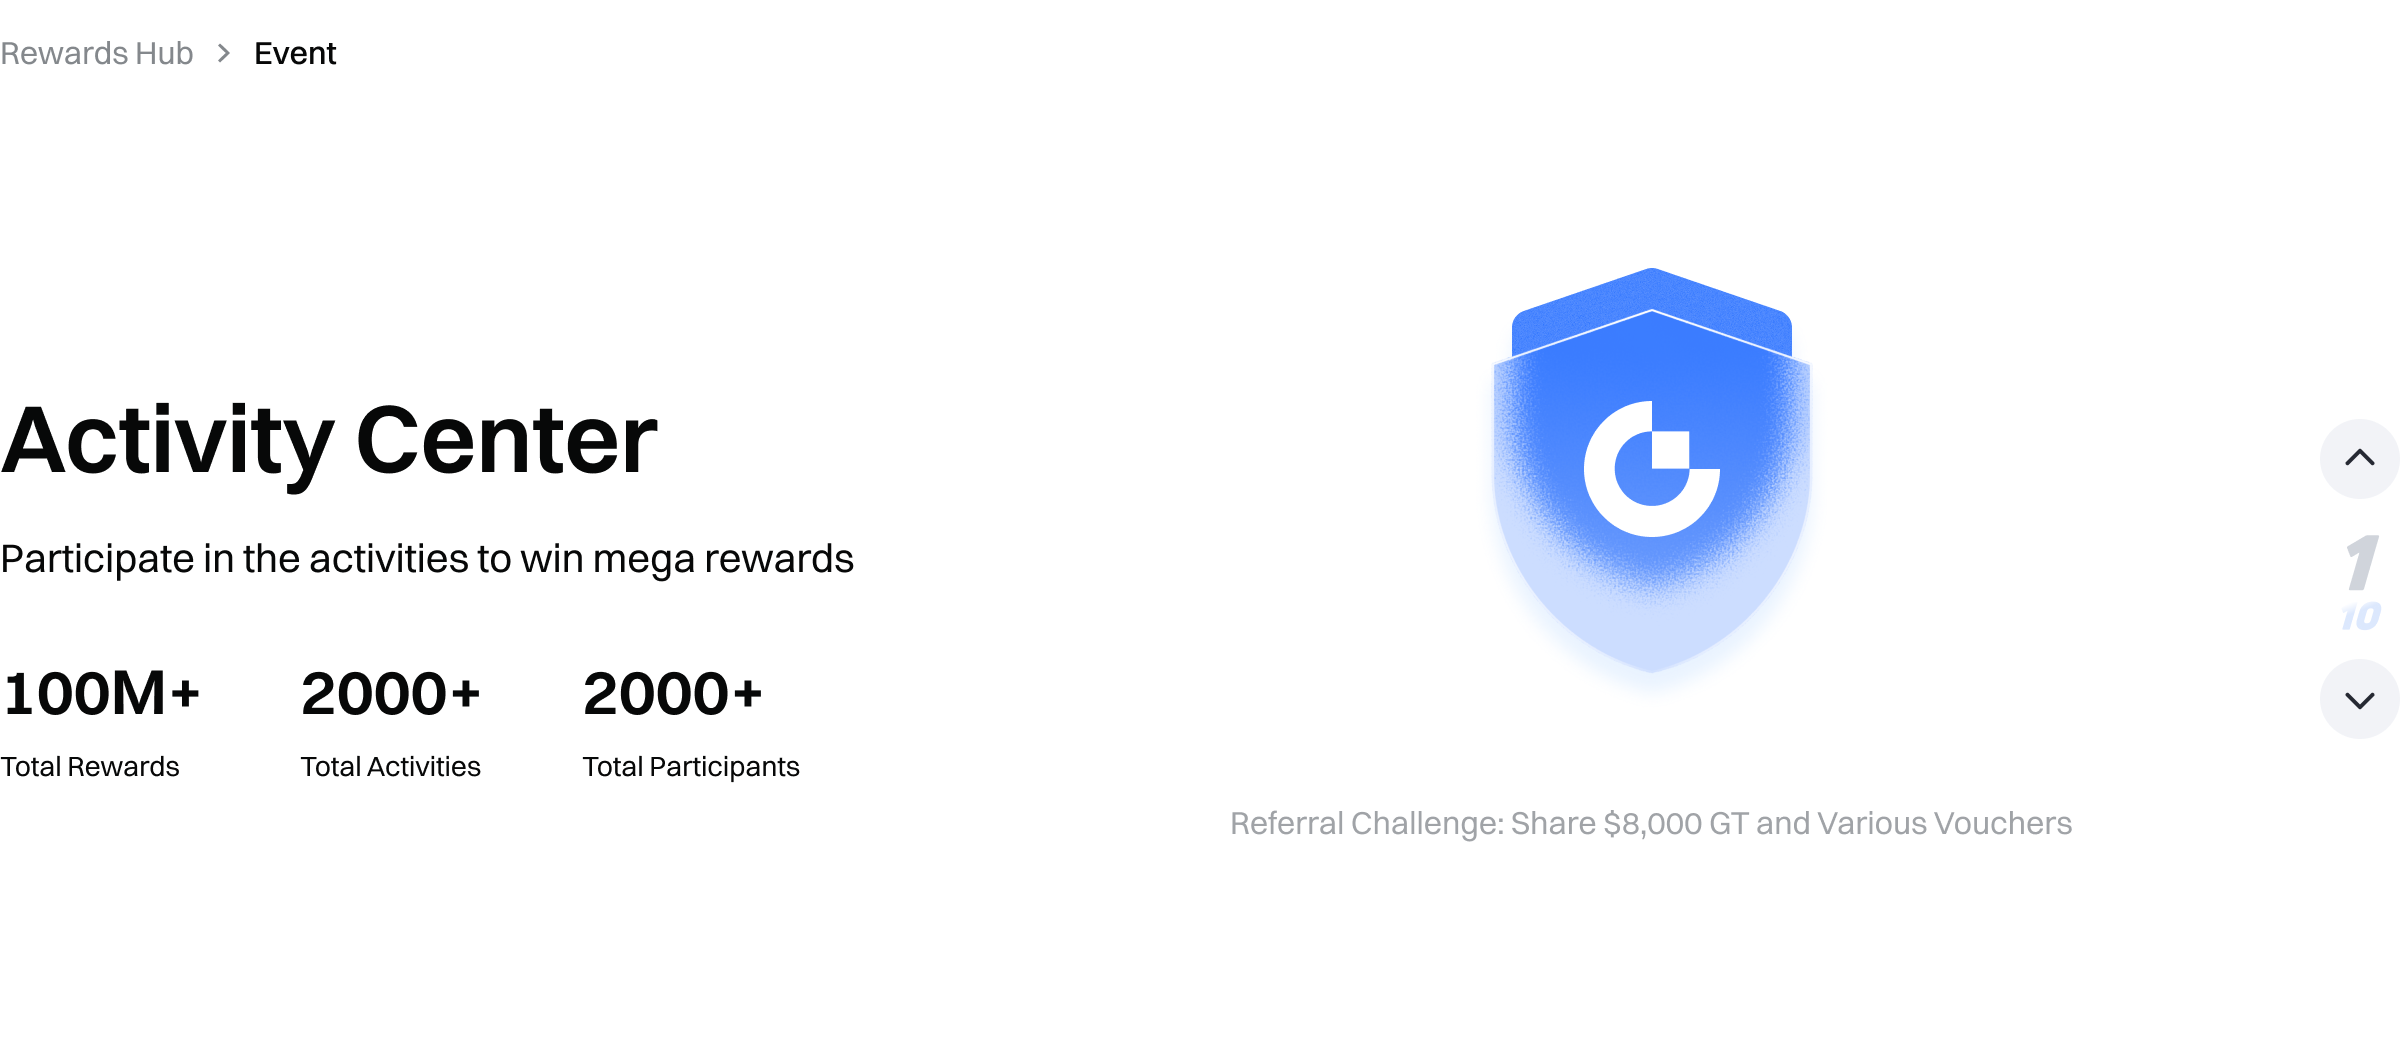 Rewards Hub > Event
Activity Center
Participate in the activities to win mega rewards
100M+ 2000+ 2000+
Total Rewards Total Activities Total Participants
Referral Challenge: Share $8,000 GT and Various Vouchers
1
10